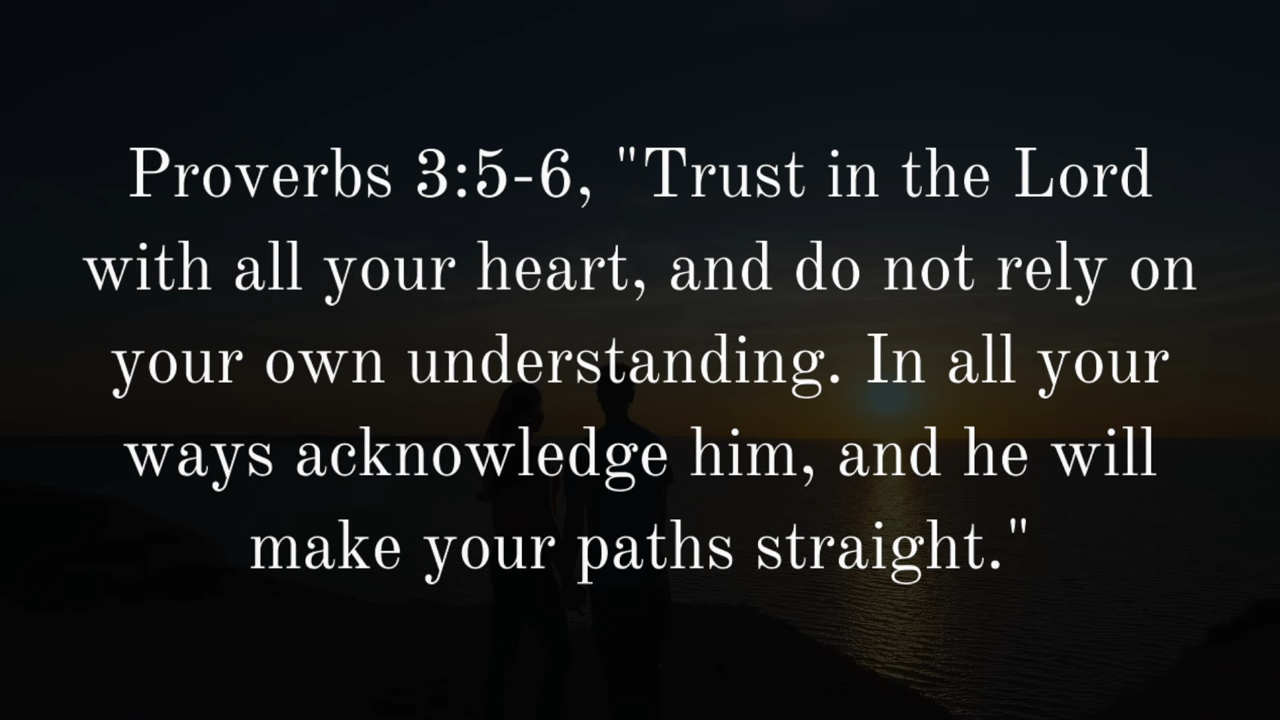 Proverbs 3:5-6, "Trust in the Lord
with all your heart, and do not rely on
your own understanding. In all your
ways acknowledge him, and he will
make your paths straight."